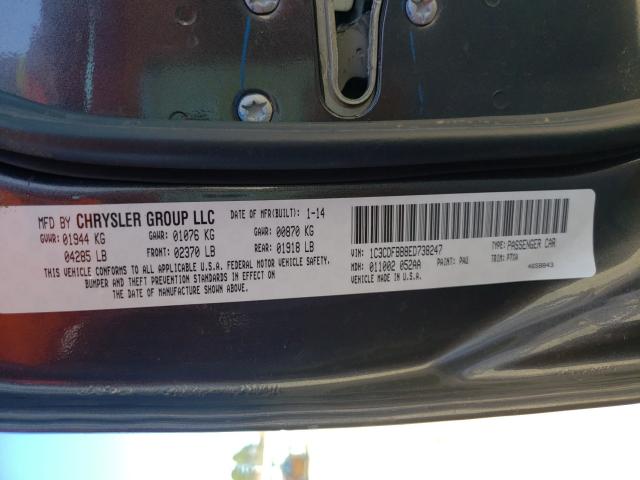 MFD BY CHRYSLER GROUP LLC DATE OF MFR(BUILT): 1-14
GVWR: 01944 KG GAWR: 01076 KG GAWR: 00870 KG
04285 LB FRONT: 02370 LB REAR: 01918 LB
THIS VEHICLE CONFORMS TO ALL APPLICABLE U.S.A. FEDERAL MOTOR VEHICLE SAFETY,
BUMPER AND THEFT PREVENTION STANDARDS IN EFFECT ON
THE DATE OF MANUFACTURE SHOWN ABOVE.
VIN: 1C3CDFBB8ED738247 TYPE: PASSENGER CAR
MDH: 011002 052AA PAINT: PAU TRIM:
VEHICLE MADE IN U.S.A. 4658843